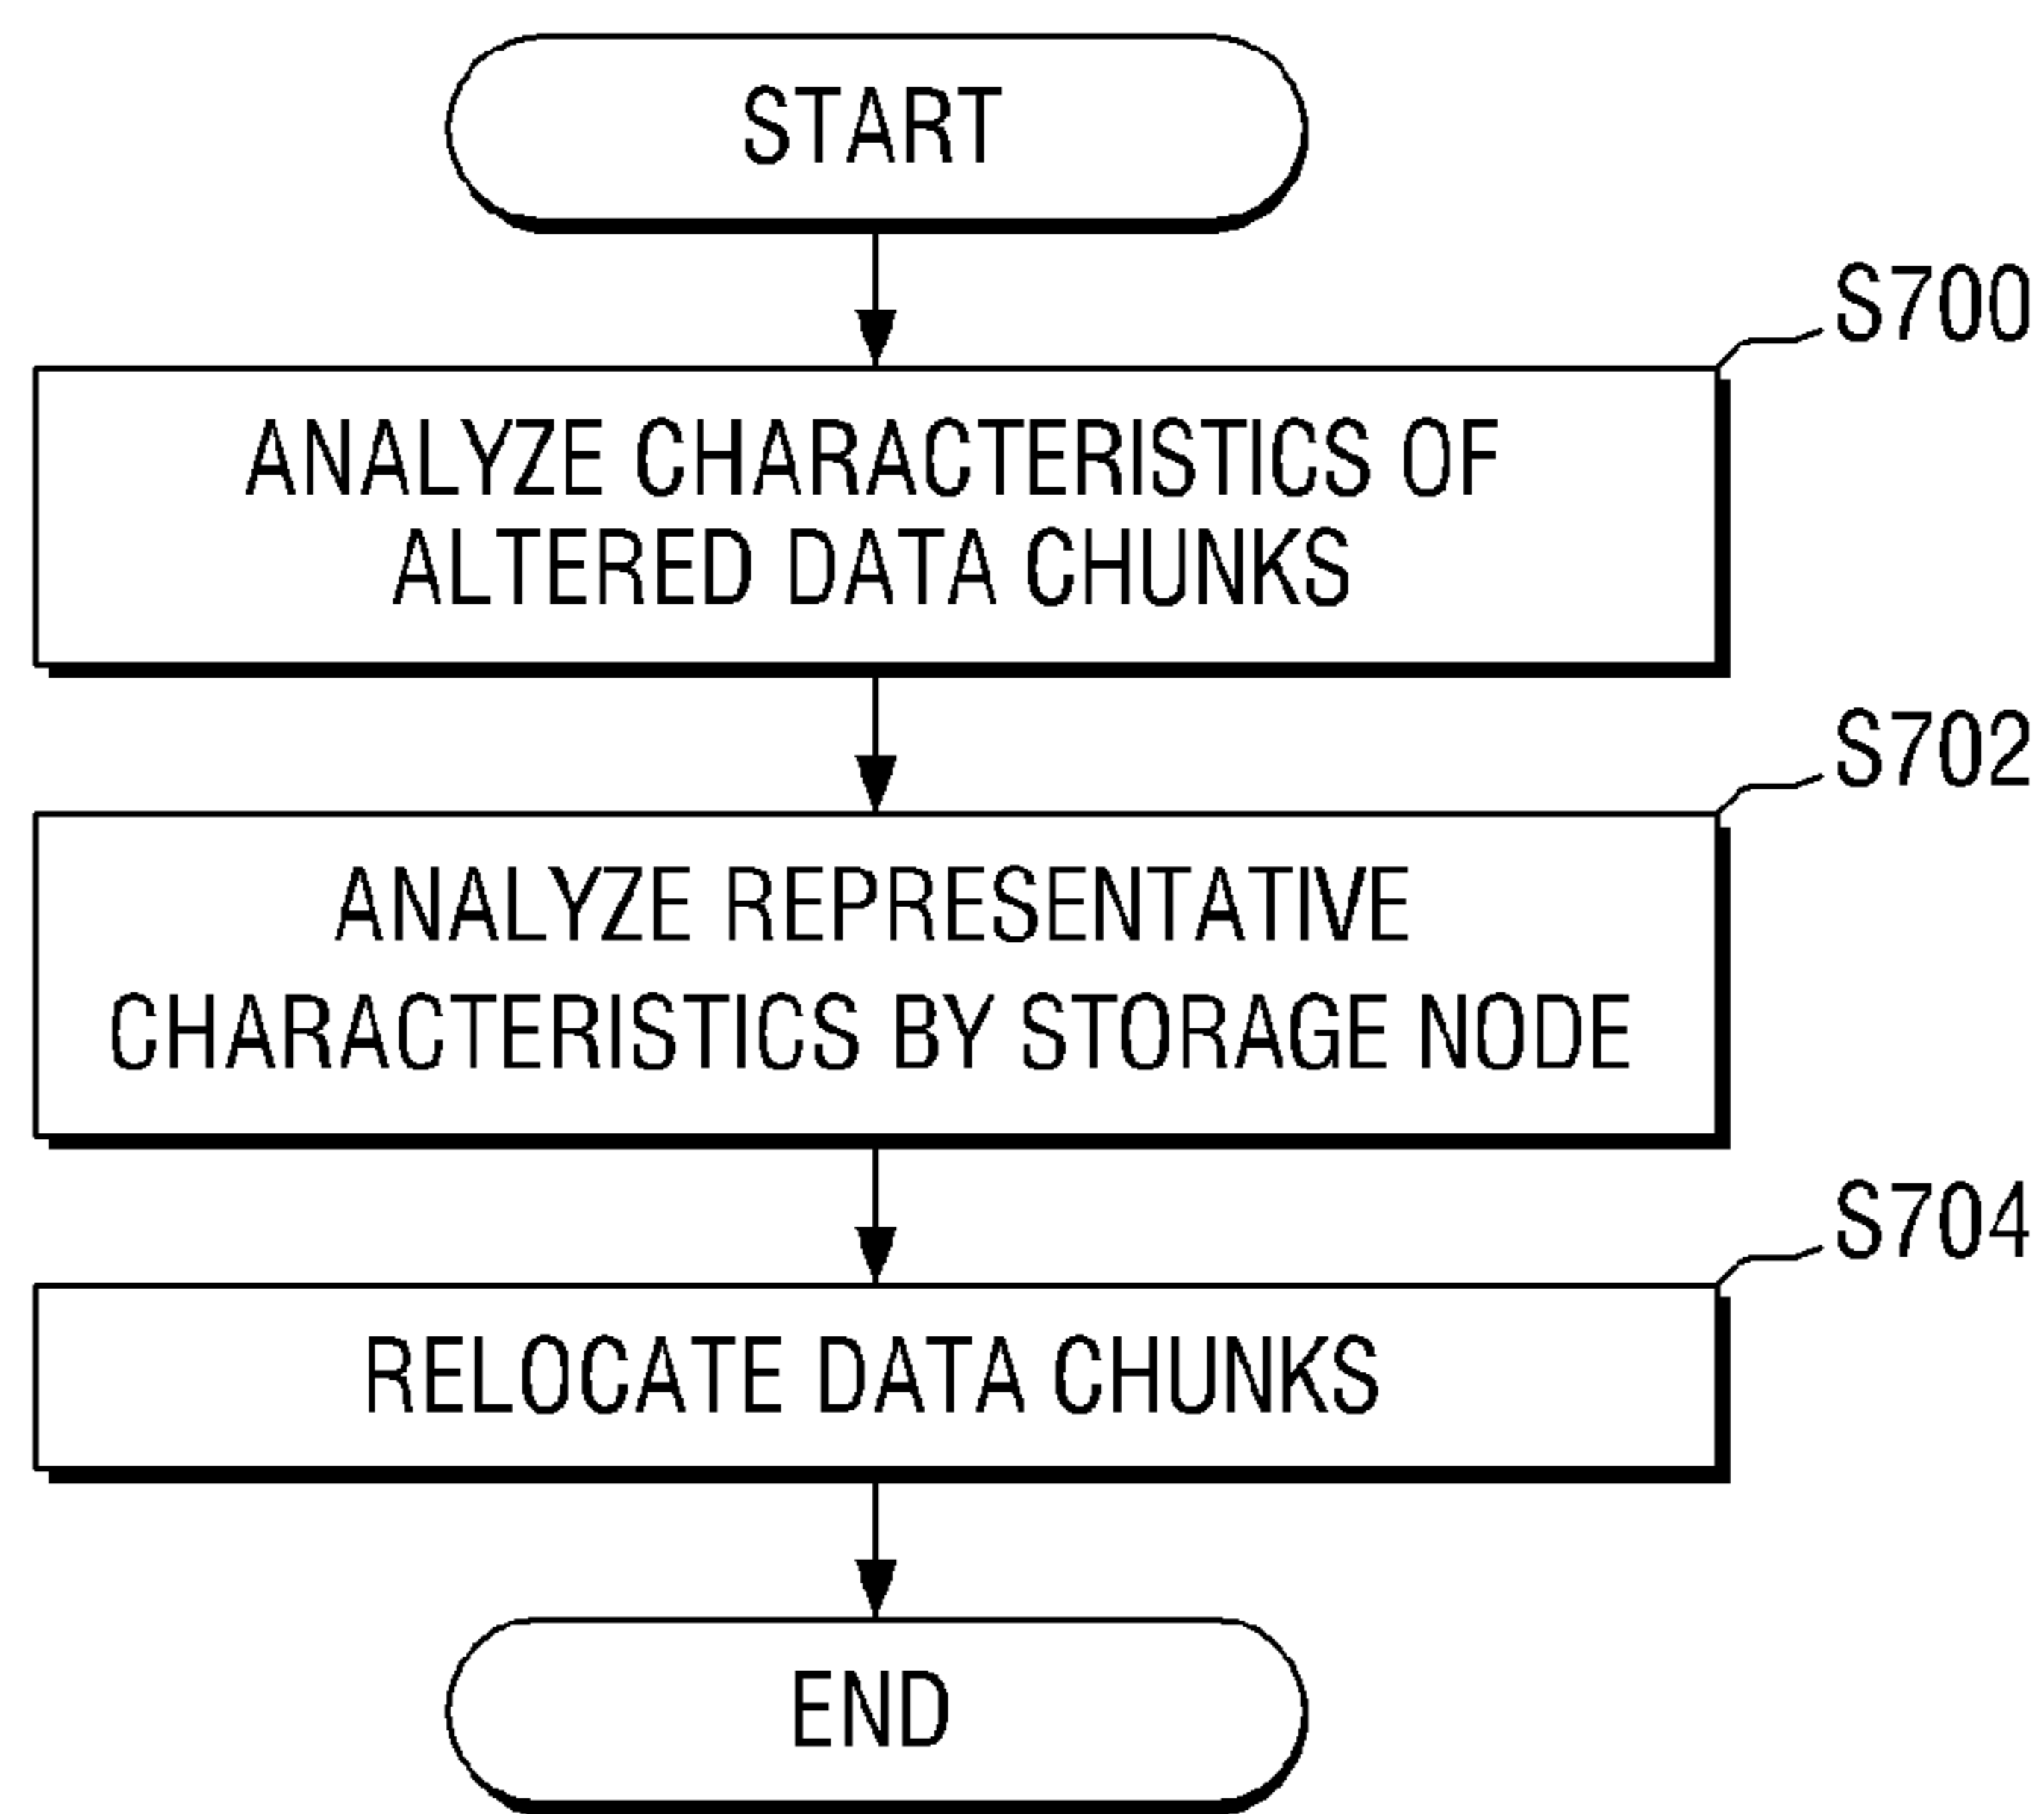 START
S700
ANALYZE CHARACTERISTICS OF
ALTERED DATA CHUNKS
S702
ANALYZE REPRESENTATIVE
CHARACTERISTICS BY STORAGE NODE
S704
RELOCATE DATA CHUNKS
END